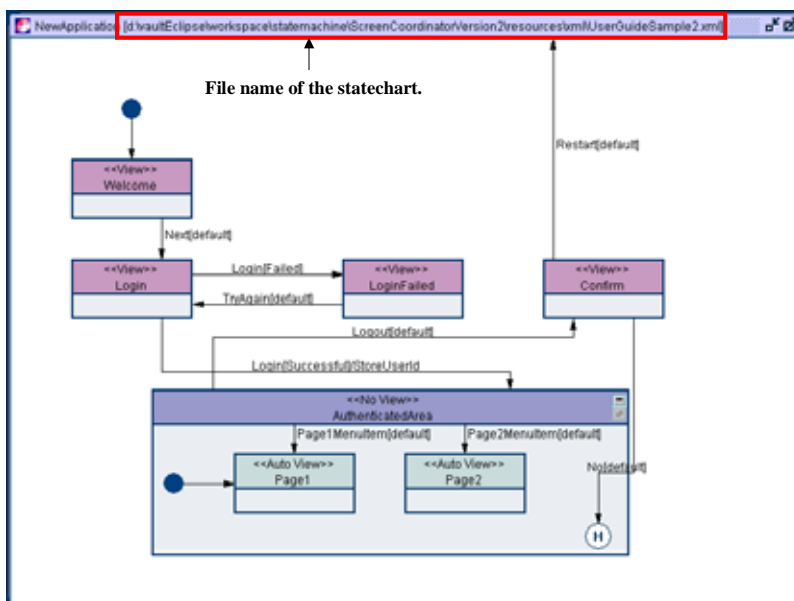 NewApplication [d:\vaultEclipse\workspace\statemachine\ScreenCoordinatorVersion2\resources\xml\UserGuideSample2.xml]
File name of the statechart.
Restart[default]
<<View>>
Welcome
Next[default]
<<View>>
Login
Login[Failed]
<<View>>
LoginFailed
<<View>>
Confirm
TryAgain[default]
Logout[default]
Login[Successful]/StoreUserId
<<No View>>
AuthenticatedArea
Page1MenuItem[default]
Page2MenuItem[default]
<<Auto View>>
Page1
<<Auto View>>
Page2
No[default]
H